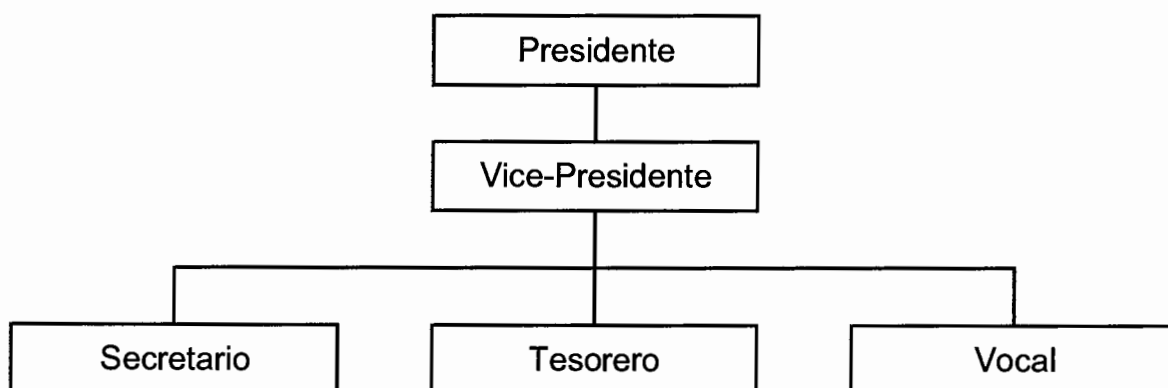 Presidente
Vice-Presidente
Secretario
Tesorero
Vocal